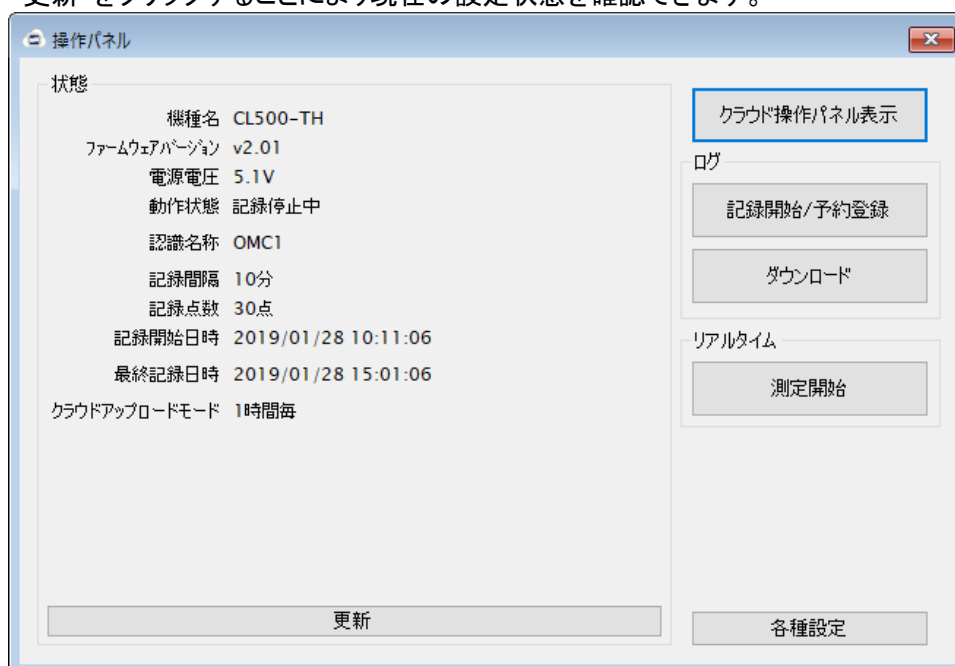 更新 をクリックすることにより現在の設定状態を確認できます。
操作パネル
状態
機種名 CL500-TH
ファームウェアバージョン v2.01
電源電圧 5.1V
動作状態 記録停止中
認識名称 OMC1
記録間隔 10分
記録点数 30点
記録開始日時 2019/01/28 10:11:06
最終記録日時 2019/01/28 15:01:06
クラウドアップロードモード 1時間毎
更新
クラウド操作パネル表示
ログ
記録開始/予約登録
ダウンロード
リアルタイム
測定開始
各種設定